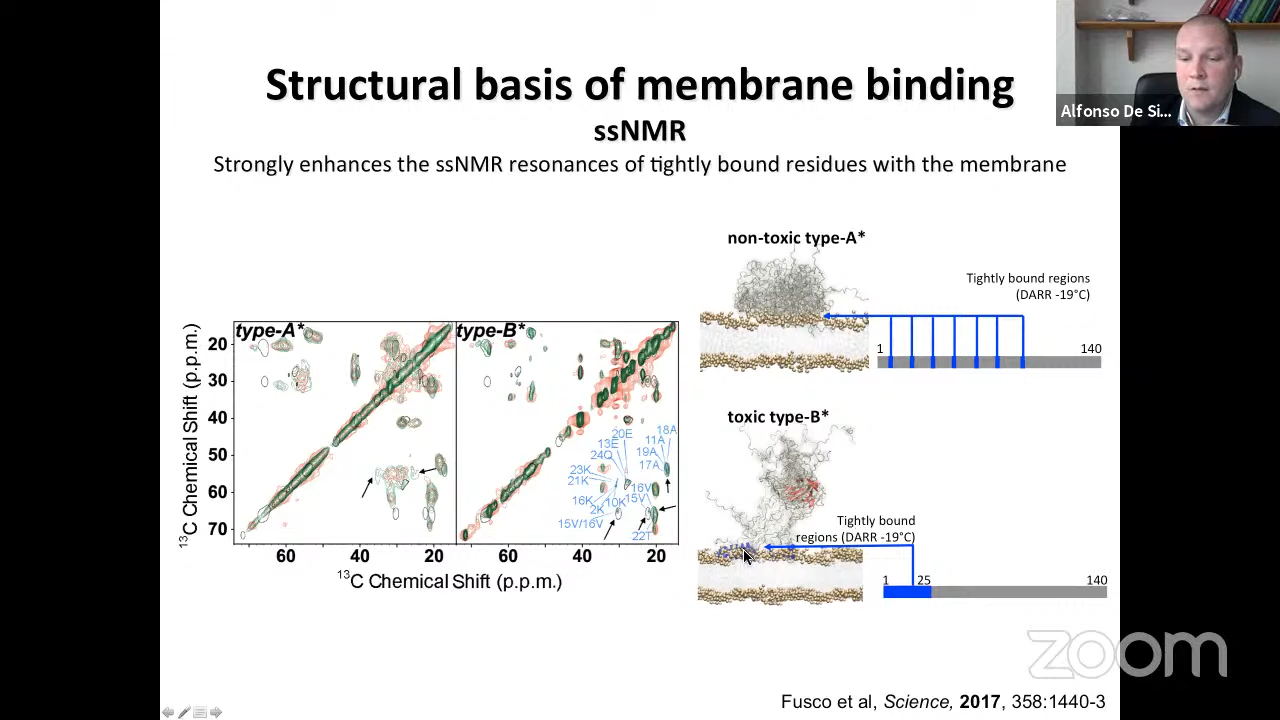 Structural basis of membrane binding
ssNMR
Strongly enhances the ssNMR resonances of tightly bound residues with the membrane
Alfonso De Si...
non-toxic type-A*
Tightly bound regions
(DARR -19°C)
1
140
type-A*
type-B*
13C Chemical Shift (p.p.m.)
20
30
40
50
60
70
18A
20E
11A
13E
24Q
19A
17A
23K
21K
16V
16K
10K
15V
2K
15V/16V
22T
60
40
20
60
40
20
13C Chemical Shift (p.p.m.)
toxic type-B*
Tightly bound
regions (DARR -19°C)
1
25
140
zoom
Fusco et al, Science, 2017, 358:1440-3